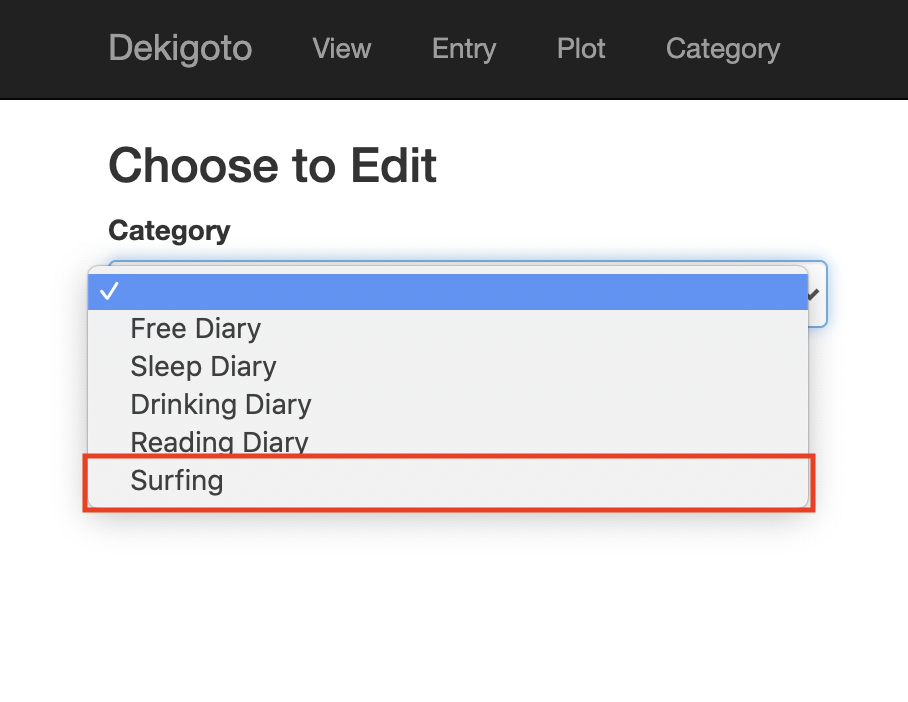 Dekigoto View Entry Plot Category
Choose to Edit
Category
Free Diary
Sleep Diary
Drinking Diary
Reading Diary
Surfing